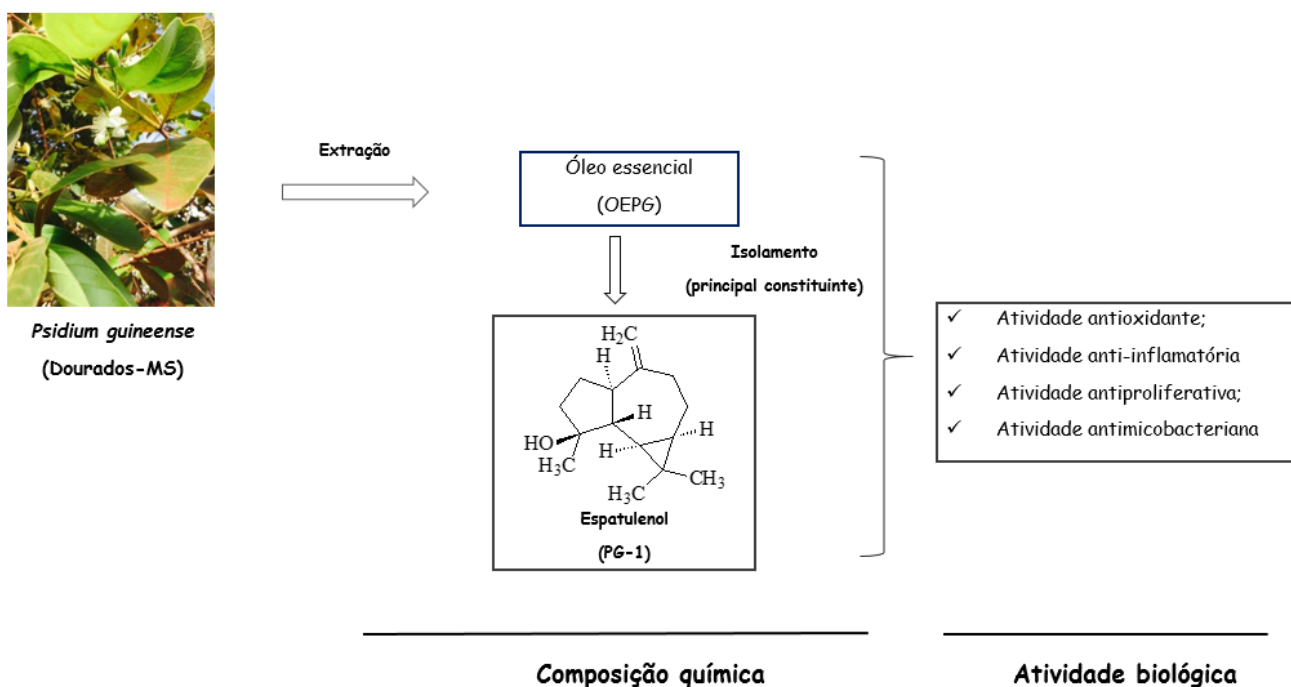 Extração
Psidium guineense
(Dourados-MS)
Óleo essencial
(OEPG)
Isolamento
(principal constituinte)
H₂C
H
H
HO
H
H
H₃C
H₃C
CH₃
Espatulenol
(PG-1)
✓ Atividade antioxidante;
✓ Atividade anti-inflamatória
✓ Atividade antiproliferativa;
✓ Atividade antimicobacteriana
Composição química
Atividade biológica